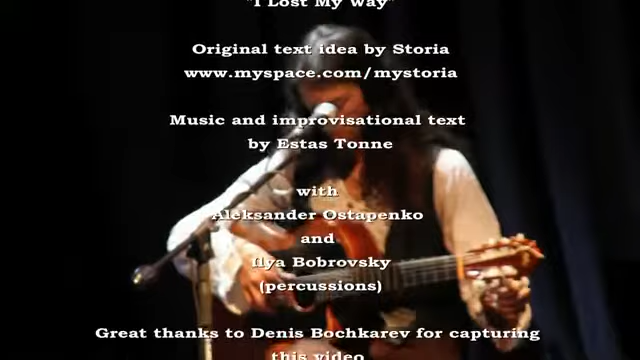 "I Lost My Way"
Original text idea by Storia
www.myspace.com/mystoria
Music and improvisational text
by Estas Tonne
with
Aleksander Ostapenko
and
Ilya Bobrovsky
(percussions)
Great thanks to Denis Bochkarev for capturing
this video